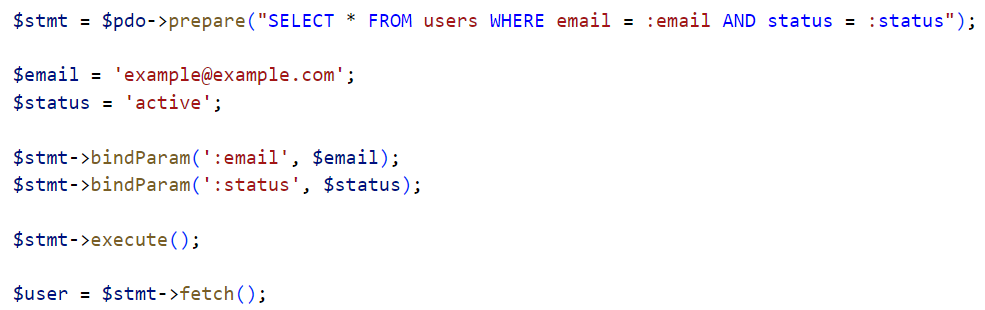 $stmt = $pdo->prepare("SELECT * FROM users WHERE email = :email AND status = :status");
$email = 'example@example.com';
$status = 'active';
$stmt->bindParam(':email', $email);
$stmt->bindParam(':status', $status);
$stmt->execute();
$user = $stmt->fetch();